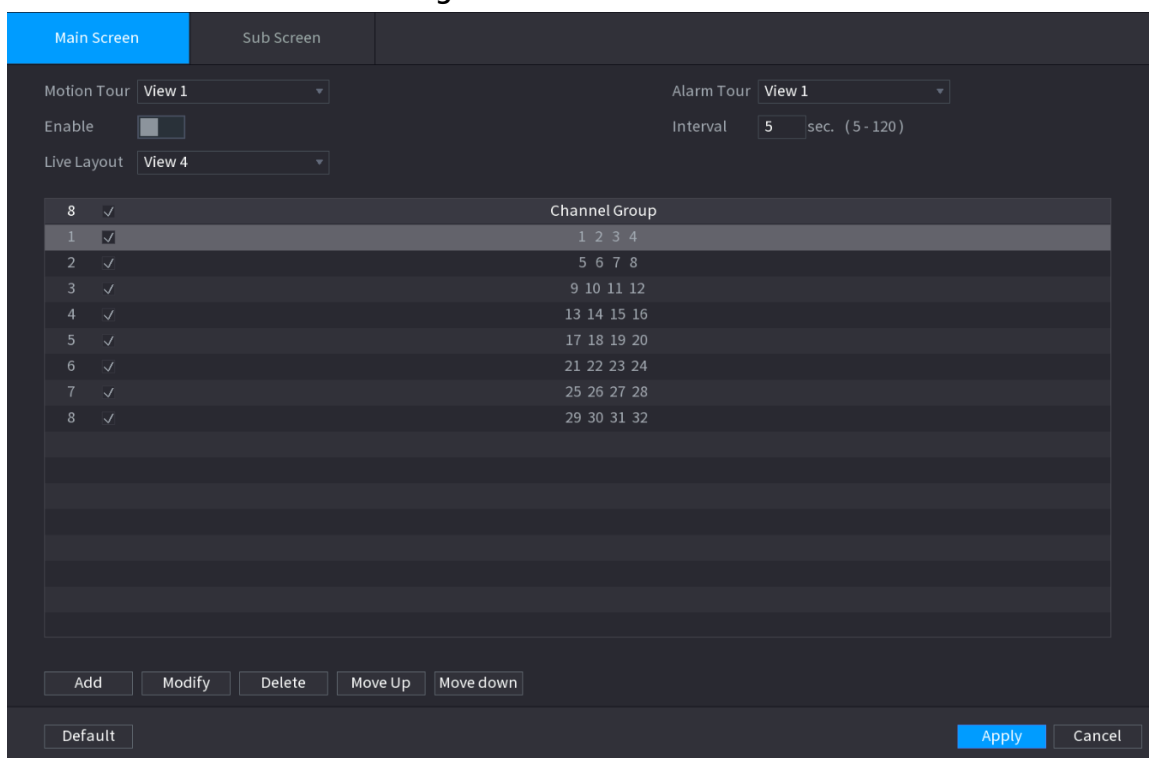 Main Screen Sub Screen
Motion Tour View 1 Alarm Tour View 1
Enable Interval 5 sec. (5-120)
Live Layout View 4
8 Channel Group
1 1 2 3 4
2 5 6 7 8
3 9 10 11 12
4 13 14 15 16
5 17 18 19 20
6 21 22 23 24
7 25 26 27 28
8 29 30 31 32
Add Modify Delete Move Up Move down
Default Apply Cancel